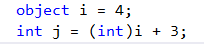 object i = 4;
int j = (int)i + 3;